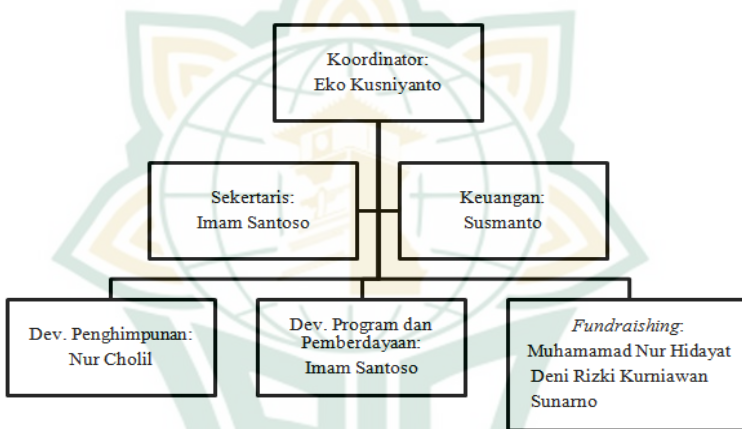 Koordinator:
Eko Kusniyanto
Sekertaris:
Imam Santoso
Keuangan:
Susmanto
Dev. Penghimpunan:
Nur Cholil
Dev. Program dan
Pemberdayaan:
Imam Santoso
Fundraishing:
Muhamamad Nur Hidayat
Deni Rizki Kurniawan
Sunarno